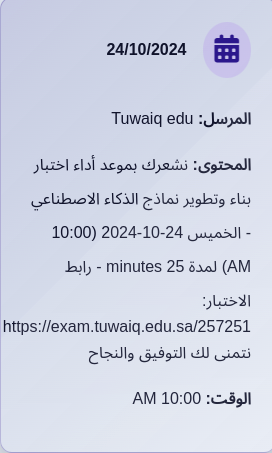 24/10/2024
المرسل: Tuwaiq edu
المحتوى: نشعرك بموعد أداء اختبار
بناء وتطوير نماذج الذكاء الاصطناعي
- الخميس 24-10-2024 (10:00
AM) لمدة 25 minutes - رابط
الاختبار:
https://exam.tuwaiq.edu.sa/257251
نتمنى لك التوفيق والنجاح
الوقت: 10:00 AM